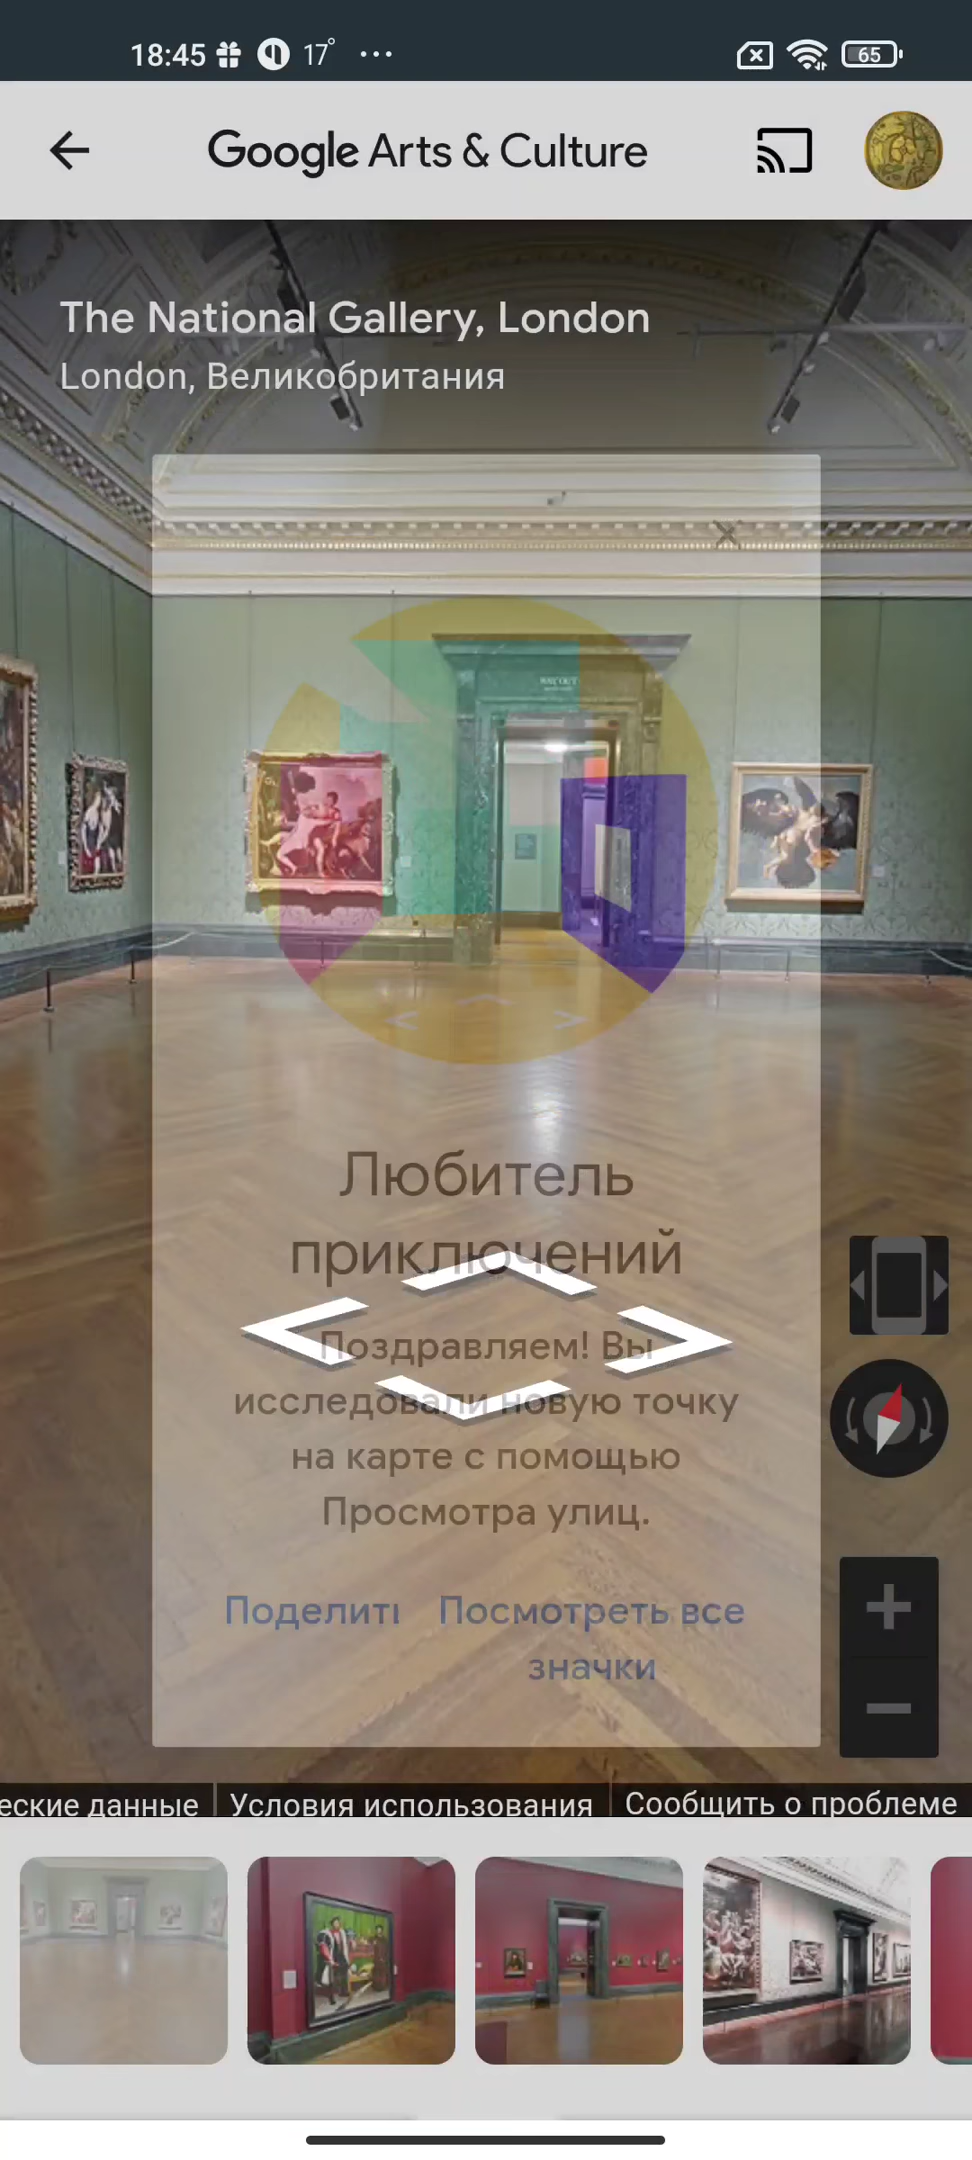 18:45 17° ...
65
Google Arts & Culture
The National Gallery, London
London, Великобритания
Любитель
приключений
Поздравляем! Вы
исследовали новую точку
на карте с помощью
Просмотра улиц.
Поделить Посмотреть все
значки
еские данные Условия использования Сообщить о проблеме